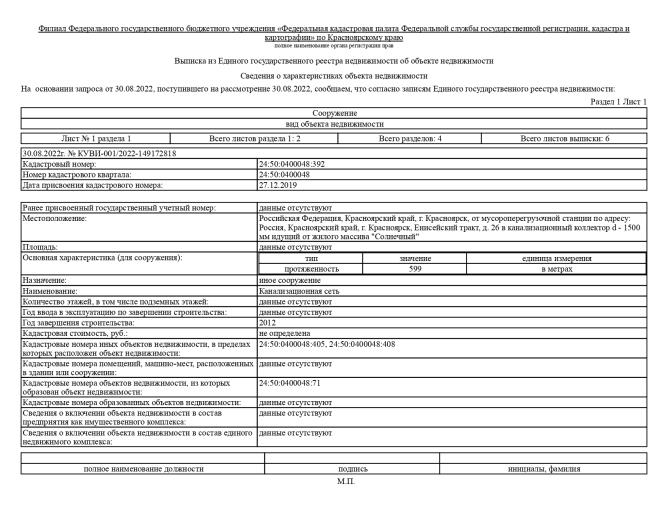 Филиал Федерального государственного бюджетного учреждения «Федеральная кадастровая палата Федеральной службы государственной регистрации, кадастра и
картографии» по Красноярскому краю
полное наименование органа регистрации прав
Выписка из Единого государственного реестра недвижимости об объекте недвижимости
Сведения о характеристиках объекта недвижимости
На основании запроса от 30.08.2022, поступившего на рассмотрение 30.08.2022, сообщаем, что согласно записям Единого государственного реестра недвижимости:
Раздел 1 Лист 1
Сооружение
вид объекта недвижимости
Лист № 1 раздела 1 Всего листов раздела 1: 2 Всего разделов: 4 Всего листов выписки: 6
30.08.2022г. № КУВИ-001/2022-149172818
Кадастровый номер: 24:50:0400048:392
Номер кадастрового квартала: 24:50:0400048
Дата присвоения кадастрового номера: 27.12.2019
Ранее присвоенный государственный учетный номер: данные отсутствуют
Местоположение: Российская Федерация, Красноярский край, г. Красноярск, от мусороперегрузочной станции по адресу:
Россия, Красноярский край, г. Красноярск, Енисейский тракт, д. 26 в канализационный коллектор d - 1500
мм идущий от жилого массива "Солнечный"
Площадь: данные отсутствуют
Основная характеристика (для сооружения): тип значение единица измерения
протяженность 599 в метрах
Назначение: иное сооружение
Наименование: Канализационная сеть
Количество этажей, в том числе подземных этажей: данные отсутствуют
Год ввода в эксплуатацию по завершении строительства: данные отсутствуют
Год завершения строительства: 2012
Кадастровая стоимость, руб.: не определена
Кадастровые номера иных объектов недвижимости, в пределах 24:50:0400048:405, 24:50:0400048:408
которых расположен объект недвижимости:
Кадастровые номера помещений, машино-мест, расположенных данные отсутствуют
в здании или сооружении:
Кадастровые номера объектов недвижимости, из которых 24:50:0400048:71
образован объект недвижимости:
Кадастровые номера образованных объектов недвижимости: данные отсутствуют
Сведения о включении объекта недвижимости в состав данные отсутствуют
предприятия как имущественного комплекса:
Сведения о включении объекта недвижимости в состав единого данные отсутствуют
недвижимого комплекса:
полное наименование должности подпись инициалы, фамилия
М.П.